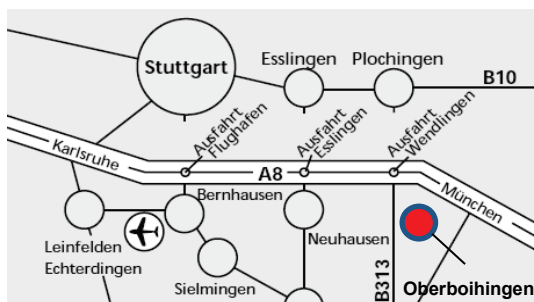 Stuttgart
Esslingen
Plochingen
B10
Ausfahrt
Flughafen
Ausfahrt
Esslingen
Ausfahrt
Wendlingen
Karlsruhe
A8
München
Bernhausen
Leinfelden
Echterdingen
Neuhausen
Sielmingen
B313
Oberboihingen